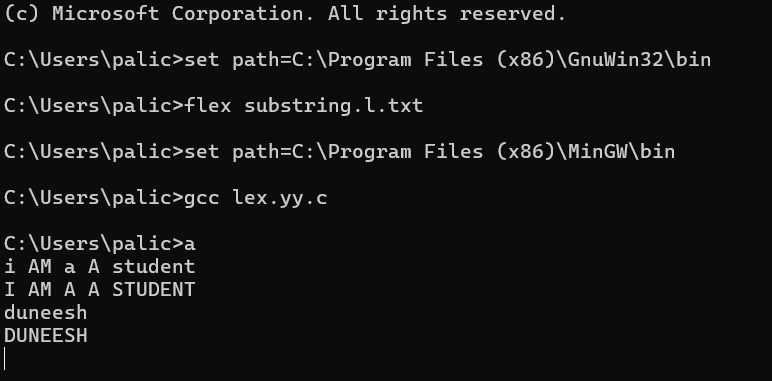 (c) Microsoft Corporation. All rights reserved.
C:\Users\palic>set path=C:\Program Files (x86)\GnuWin32\bin
C:\Users\palic>flex substring.l.txt
C:\Users\palic>set path=C:\Program Files (x86)\MinGW\bin
C:\Users\palic>gcc lex.yy.c
C:\Users\palic>a
i AM a A student
I AM A A STUDENT
duneesh
DUNEESH